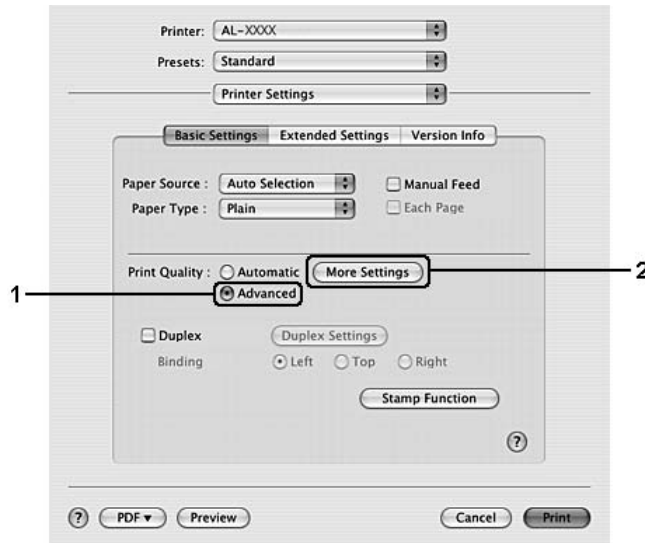 Printer: AL-XXXX
Presets: Standard
Printer Settings
Basic Settings Extended Settings Version Info
Paper Source : Auto Selection Manual Feed
Paper Type : Plain Each Page
Print Quality : Automatic More Settings 2
1 Advanced
Duplex Duplex Settings
Binding Left Top Right
Stamp Function
?
? PDF Preview Cancel Print